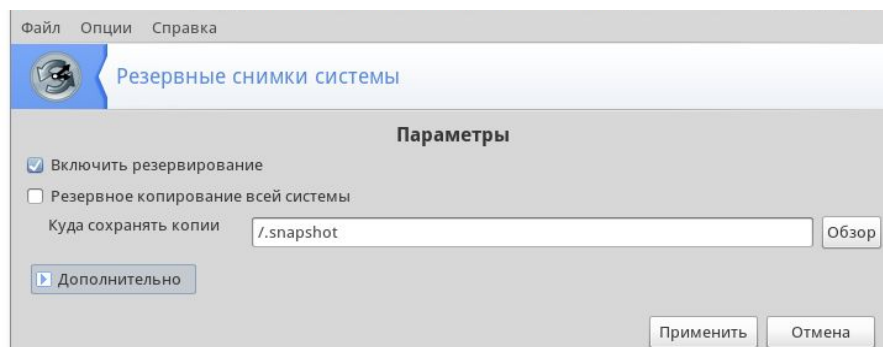 Файл Опции Справка
Резервные снимки системы
Параметры
Включить резервирование
Резервное копирование всей системы
Куда сохранять копии /.snapshot Обзор
Дополнительно
Применить Отмена